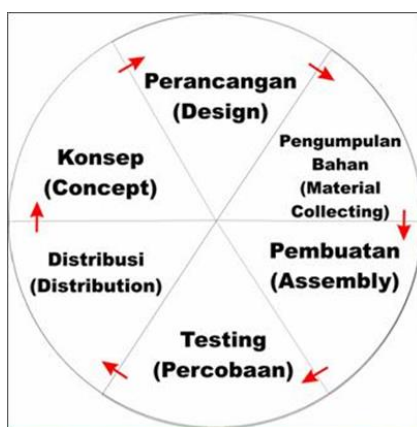 Perancangan
(Design)
Pengumpulan
Bahan
(Material
Collecting)
Pembuatan
(Assembly)
Testing
(Percobaan)
Distribusi
(Distribution)
Konsep
(Concept)